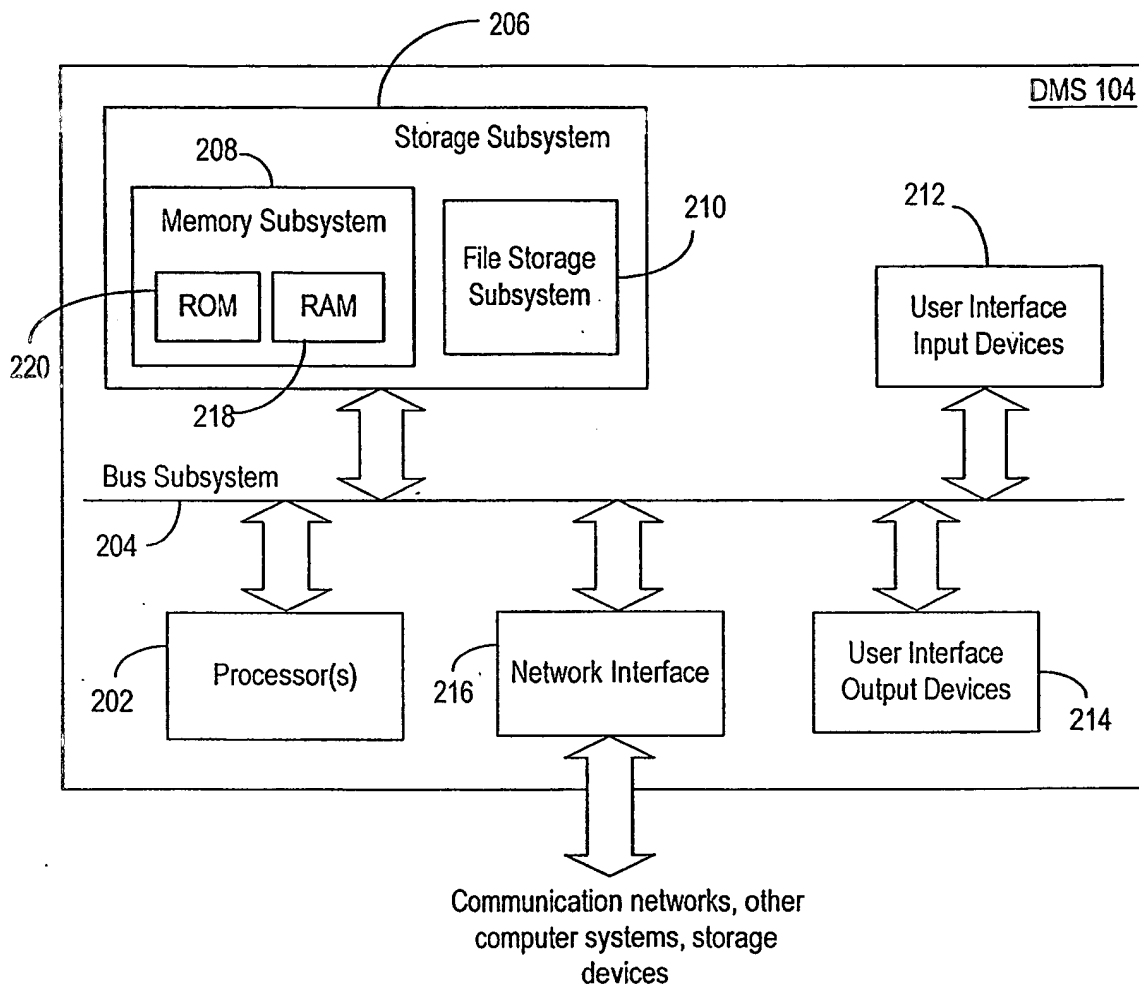 206
DMS 104
Storage Subsystem
208
Memory Subsystem
210
File Storage
Subsystem
ROM
RAM
220
218
212
User Interface
Input Devices
Bus Subsystem
204
Processor(s)
202
Network Interface
216
User Interface
Output Devices
214
Communication networks, other
computer systems, storage
devices